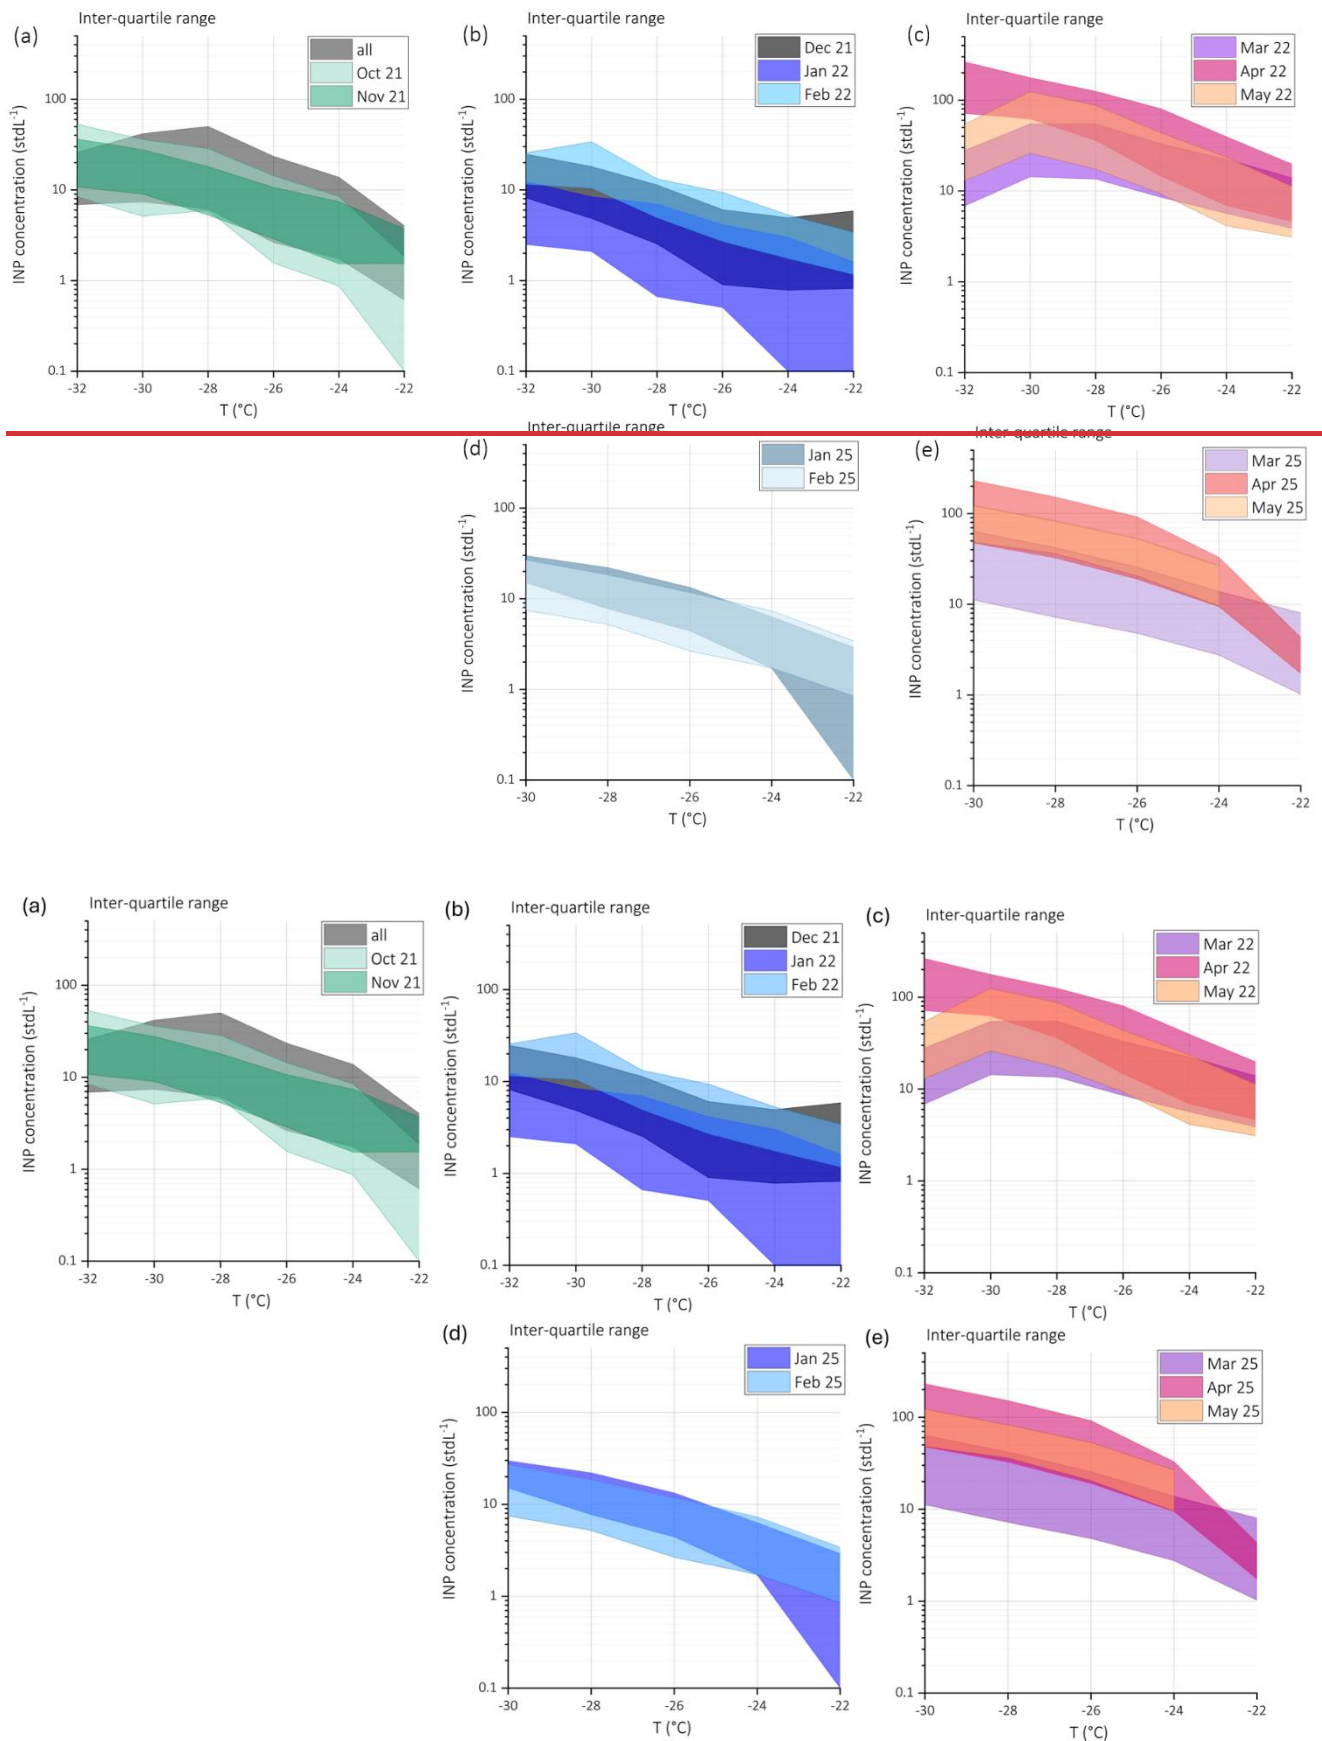 Inter-quartile range
(a)
all
Oct 21
Nov 21
INP concentration (stdL⁻¹)
100
10
1
0.1
-32 -30 -28 -26 -24 -22
T (°C)
Inter-quartile range
(b)
Dec 21
Jan 22
Feb 22
INP concentration (stdL⁻¹)
100
10
1
0.1
-32 -30 -28 -26 -24 -22
T (°C)
Inter-quartile range
(c)
Mar 22
Apr 22
May 22
INP concentration (stdL⁻¹)
100
10
1
0.1
-32 -30 -28 -26 -24 -22
T (°C)
Inter-quartile range
(d)
Jan 25
Feb 25
INP concentration (stdL⁻¹)
100
10
1
0.1
-30 -28 -26 -24 -22
T (°C)
Inter-quartile range
(e)
Mar 25
Apr 25
May 25
INP concentration (stdL⁻¹)
100
10
1
0.1
-30 -28 -26 -24 -22
T (°C)
(a)
Inter-quartile range
all
Oct 21
Nov 21
INP concentration (stdL⁻¹)
100
10
1
0.1
-32 -30 -28 -26 -24 -22
T (°C)
(b)
Inter-quartile range
Dec 21
Jan 22
Feb 22
INP concentration (stdL⁻¹)
100
10
1
0.1
-32 -30 -28 -26 -24 -22
T (°C)
(c)
Inter-quartile range
Mar 22
Apr 22
May 22
INP concentration (stdL⁻¹)
100
10
1
0.1
-32 -30 -28 -26 -24 -22
T (°C)
(d)
Inter-quartile range
Jan 25
Feb 25
INP concentration (stdL⁻¹)
100
10
1
0.1
-30 -28 -26 -24 -22
T (°C)
(e)
Inter-quartile range
Mar 25
Apr 25
May 25
INP concentration (stdL⁻¹)
100
10
1
0.1
-30 -28 -26 -24 -22
T (°C)